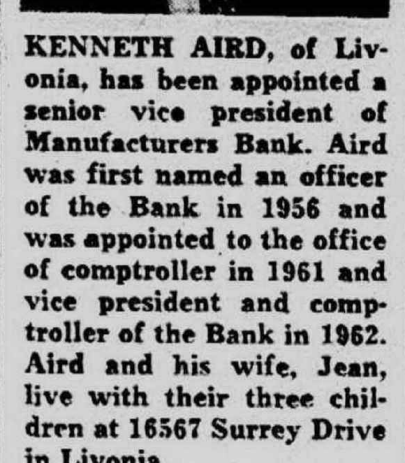 KENNETH AIRD, of Liv-
onia, has been appointed a
senior vice president of
Manufacturers Bank. Aird
was first named an officer
of the Bank in 1956 and
was appointed to the office
of comptroller in 1961 and
vice president and comp-
troller of the Bank in 1962.
Aird and his wife, Jean,
live with their three chil-
dren at 16567 Surrey Drive
in Livonia.